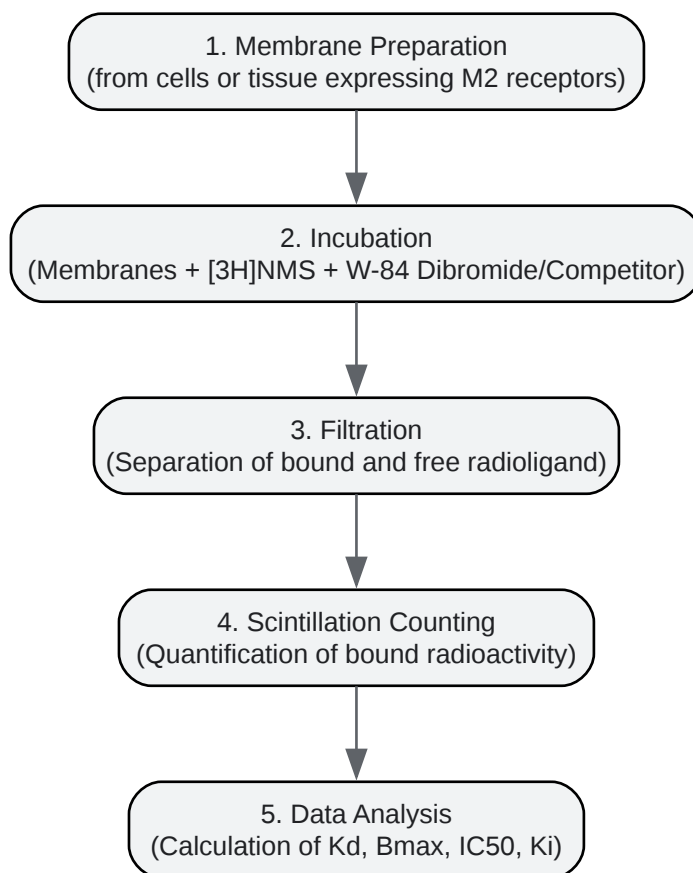 1. Membrane Preparation
(from cells or tissue expressing M2 receptors)
2. Incubation
(Membranes + [3H]NMS + W-84 Dibromide/Competitor)
3. Filtration
(Separation of bound and free radioligand)
4. Scintillation Counting
(Quantification of bound radioactivity)
5. Data Analysis
(Calculation of Kd, Bmax, IC50, Ki)